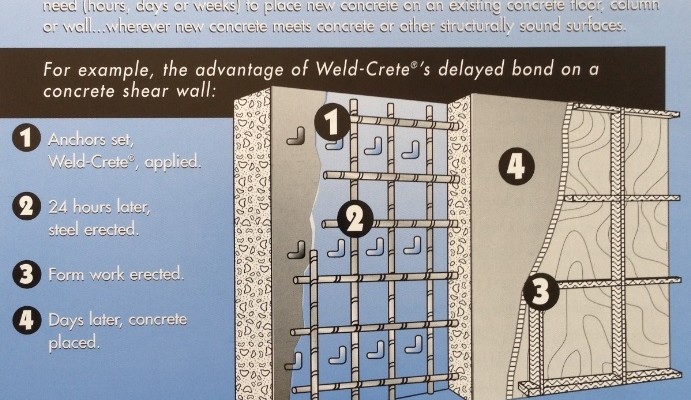 need (hours, days or weeks) to place new concrete on an existing concrete floor, column
or wall...wherever new concrete meets concrete or other structurally sound surfaces.
For example, the advantage of Weld-Crete®'s delayed bond on a
concrete shear wall:
1 Anchors set,
Weld-Crete®, applied.
2 24 hours later,
steel erected.
3 Form work erected.
4 Days later, concrete
placed.
1
2
4
3